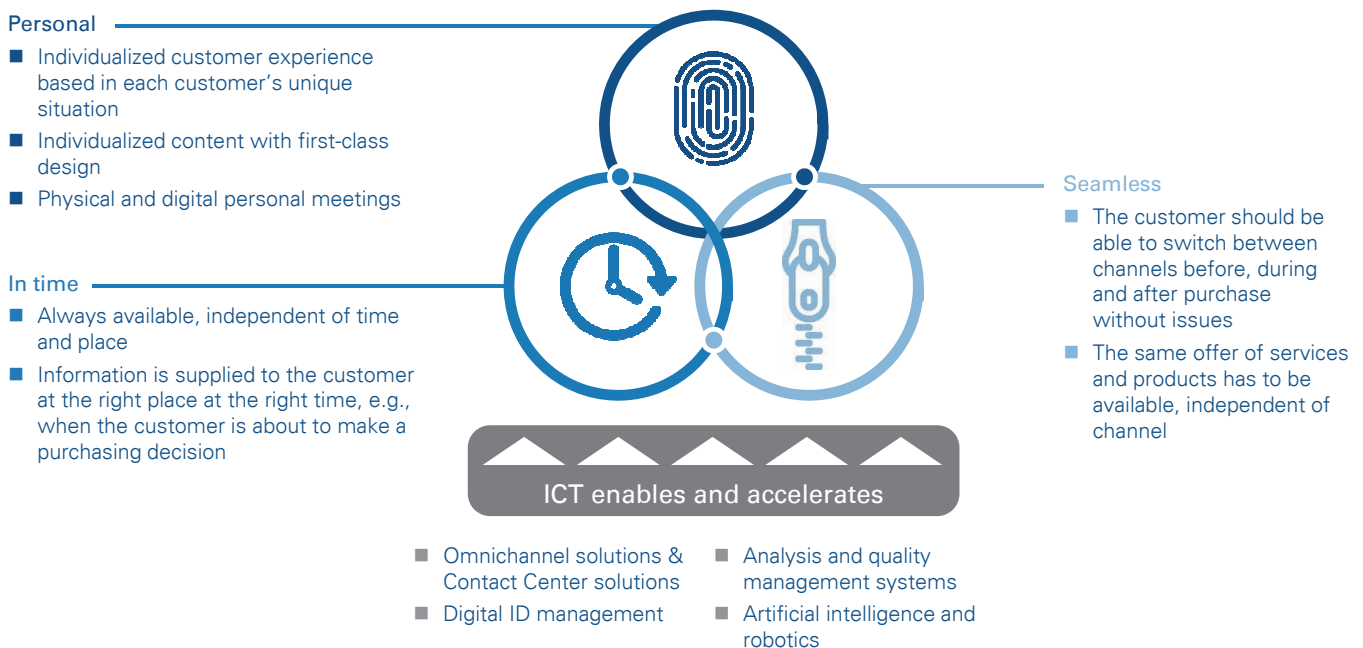 Personal
Individualized customer experience
based in each customer’s unique
situation
Individualized content with first-class
design
Physical and digital personal meetings
In time
Always available, independent of time
and place
Information is supplied to the customer
at the right place at the right time, e.g.,
when the customer is about to make a
purchasing decision
Seamless
The customer should be
able to switch between
channels before, during
and after purchase
without issues
The same offer of services
and products has to be
available, independent of
channel
ICT enables and accelerates
Omnichannel solutions &
Contact Center solutions
Digital ID management
Analysis and quality
management systems
Artificial intelligence and
robotics